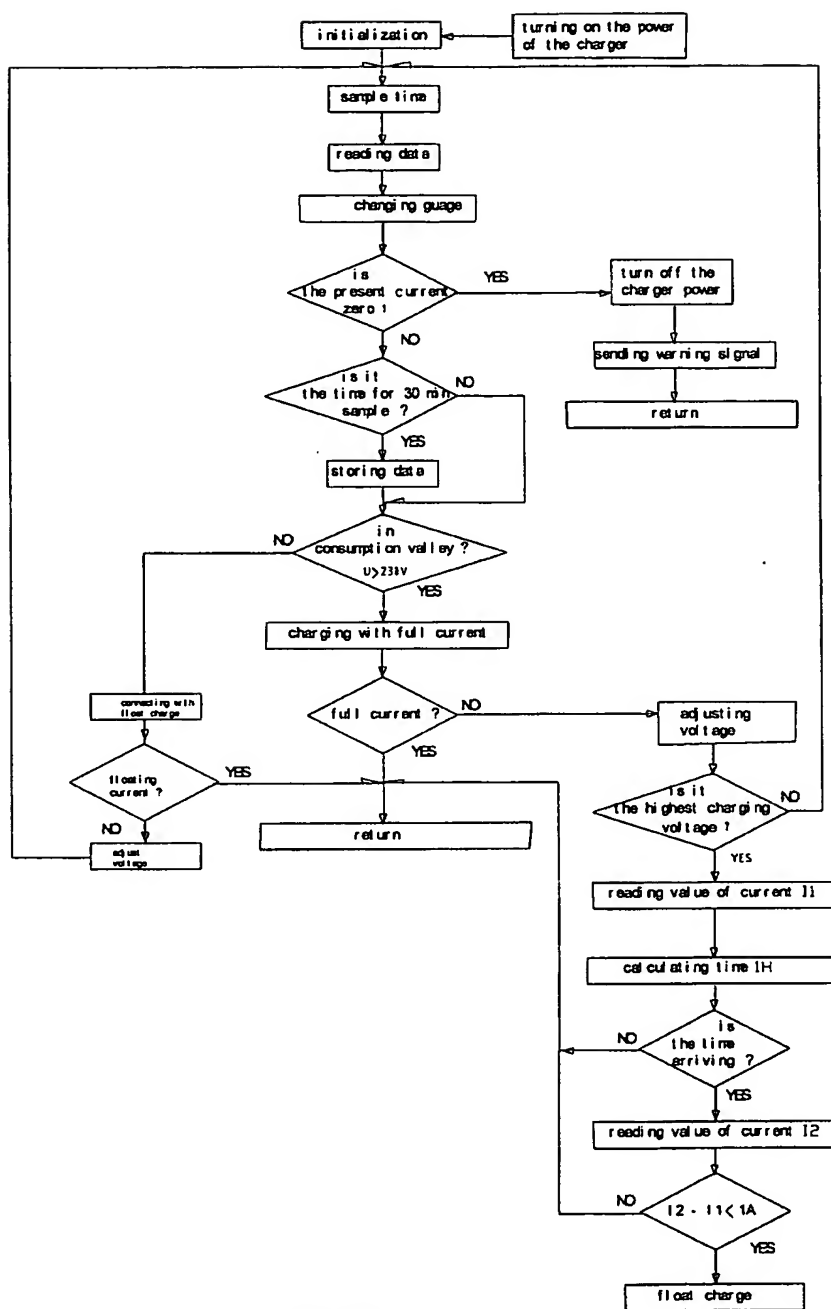 initialization
turning on the power
of the charger
sample time
reading data
changing guage
is
the present current
zero ?
YES
turn off the
charger power
NO
sending warning signal
is it
the time for 30 min
sample ?
NO
return
YES
storing data
in
consumption valley ?
U>238V
NO
YES
charging with full current
connecting with
float charge
full current ?
NO
adjusting
voltage
YES
floating
current ?
YES
is it
the highest charging
voltage ?
NO
NO
return
adjust
voltage
YES
reading value of current I1
calculating time 1H
is
the time
arriving ?
NO
YES
reading value of current I2
I2 - I1< 1A
NO
YES
float charge